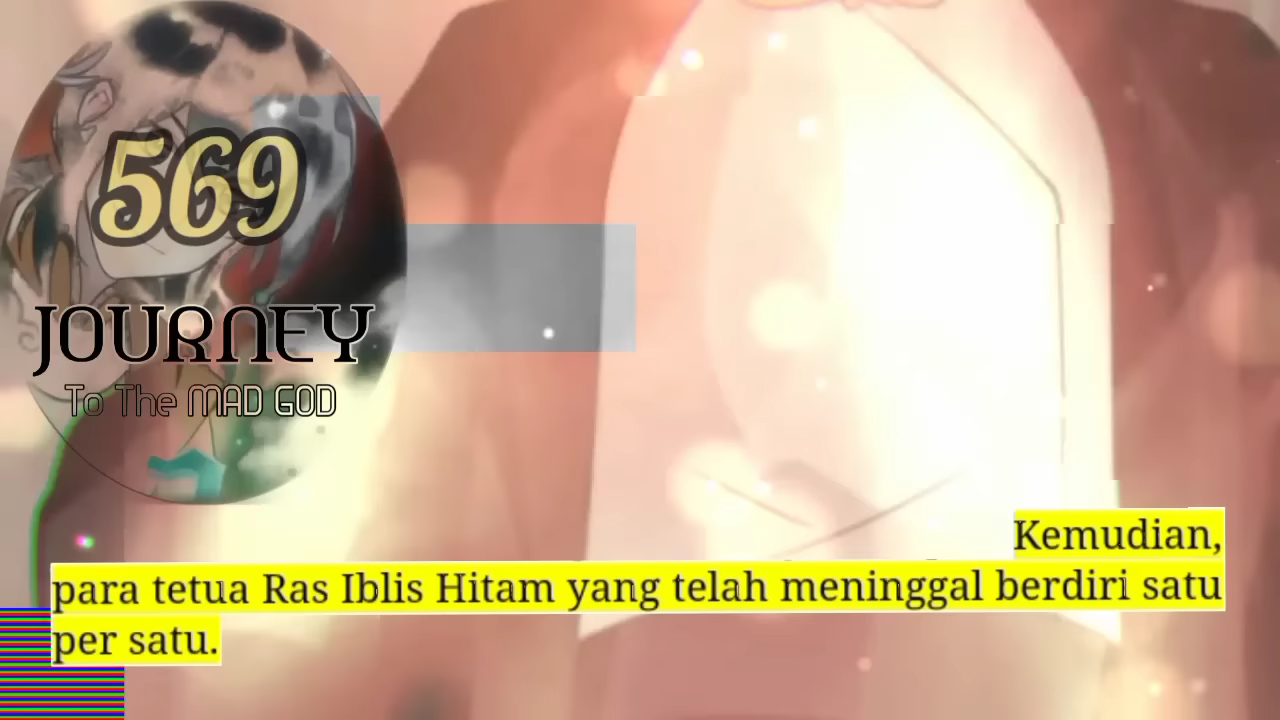 569
JOURNEY
To The MAD GOD
Kemudian,
para tetua Ras Iblis Hitam yang telah meninggal berdiri satu
per satu.